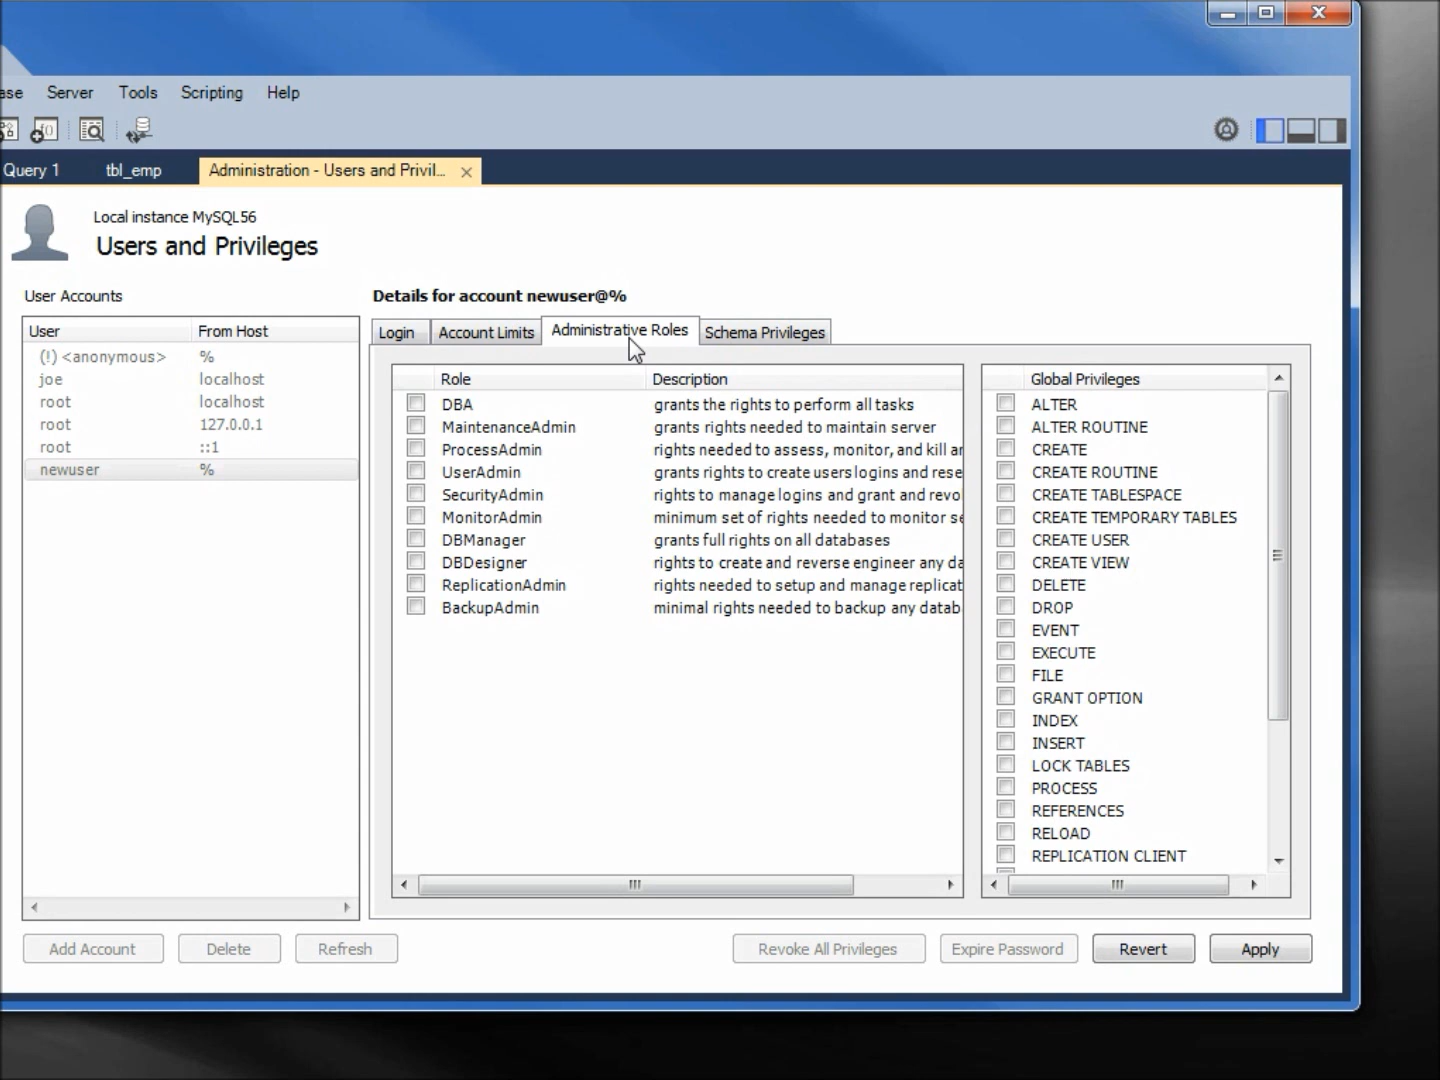 ase Server Tools Scripting Help
Query 1 tbl_emp Administration - Users and Privil...
Local instance MySQL56
Users and Privileges
User Accounts
Details for account newuser@%
Login Account Limits Administrative Roles Schema Privileges
User From Host
(!) <anonymous> %
joe localhost
root localhost
root 127.0.0.1
root ::1
newuser %
Role Description
DBA grants the rights to perform all tasks
MaintenanceAdmin grants rights needed to maintain server
ProcessAdmin rights needed to assess, monitor, and kill ar
UserAdmin grants rights to create users logins and rese
SecurityAdmin rights to manage logins and grant and revo
MonitorAdmin minimum set of rights needed to monitor se
DBManager grants full rights on all databases
DBDesigner rights to create and reverse engineer any da
ReplicationAdmin rights needed to setup and manage replicat
BackupAdmin minimal rights needed to backup any datab
Global Privileges
ALTER
ALTER ROUTINE
CREATE
CREATE ROUTINE
CREATE TABLESPACE
CREATE TEMPORARY TABLES
CREATE USER
CREATE VIEW
DELETE
DROP
EVENT
EXECUTE
FILE
GRANT OPTION
INDEX
INSERT
LOCK TABLES
PROCESS
REFERENCES
RELOAD
REPLICATION CLIENT
Add Account Delete Refresh Revoke All Privileges Expire Password Revert Apply